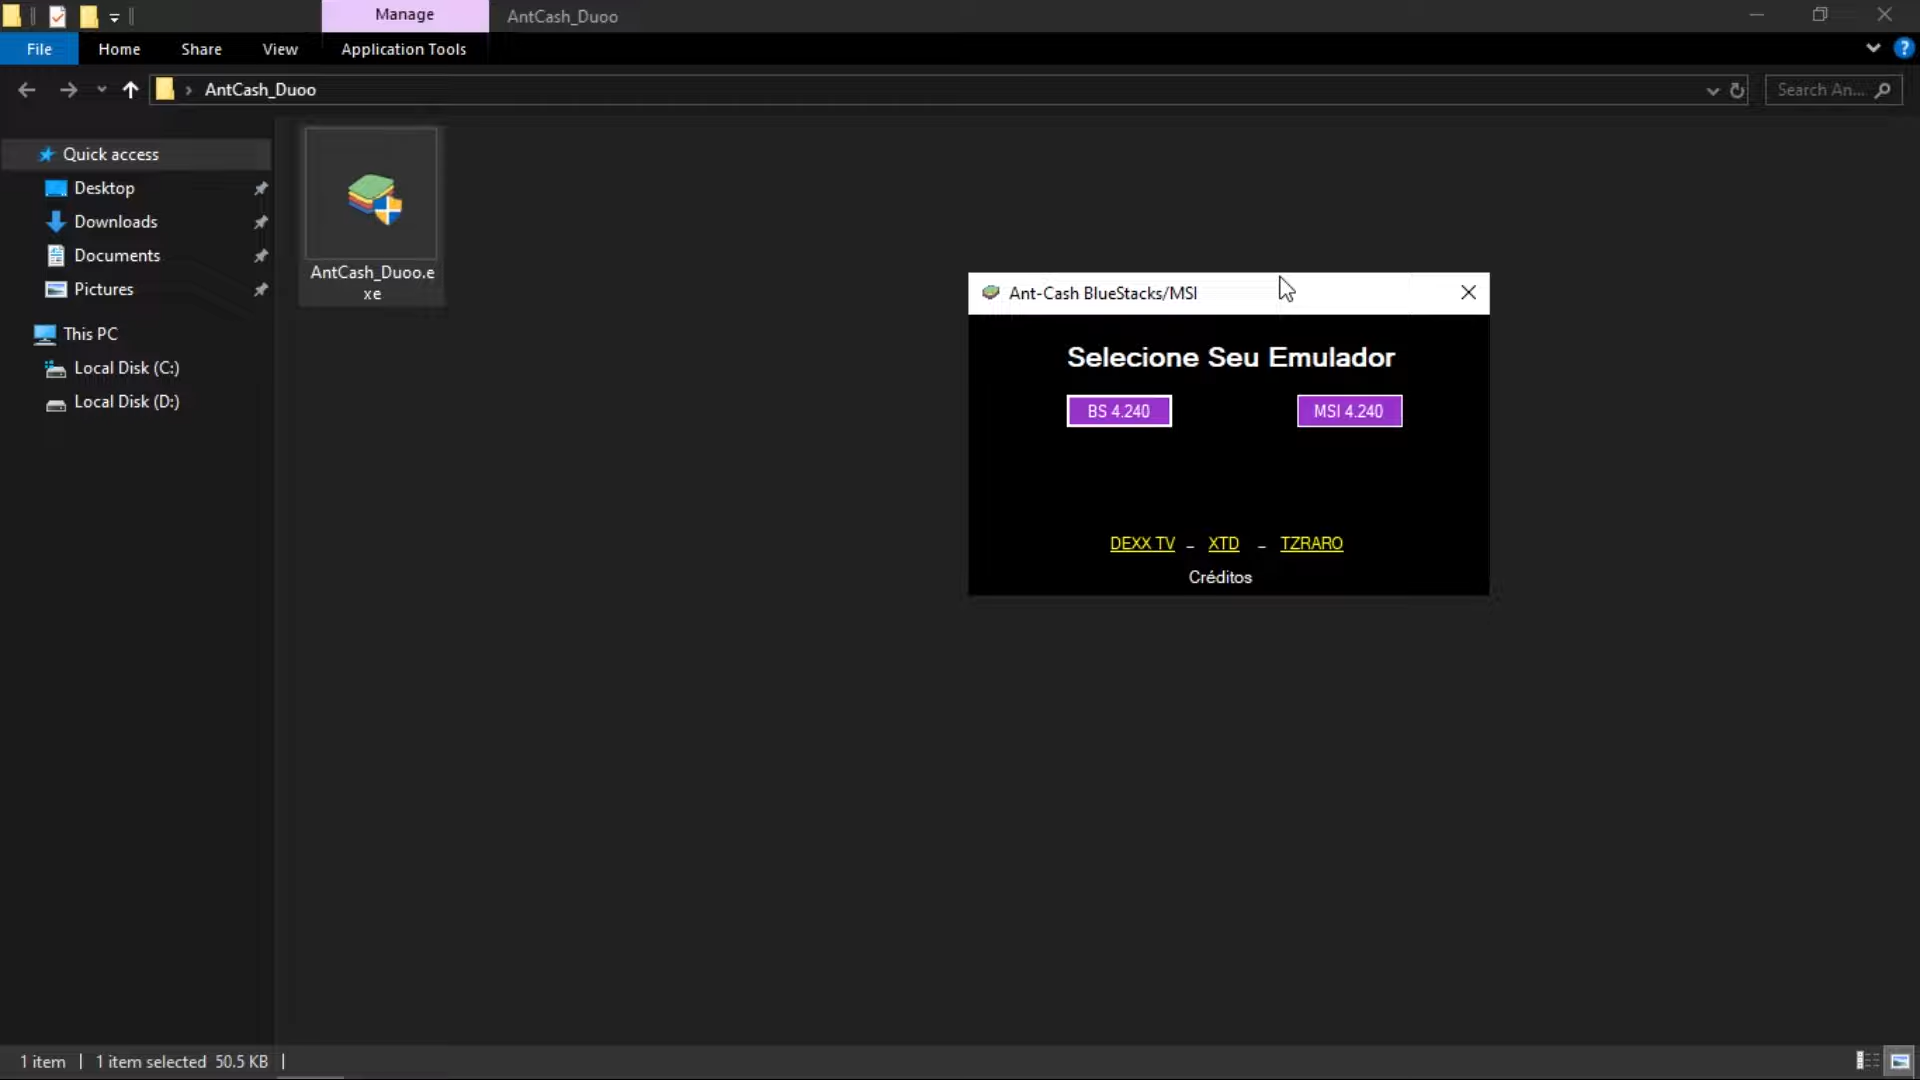 Manage
AntCash_Duoo
File
Home
Share
View
Application Tools
?
AntCash_Duoo
Search An...
Quick access
Desktop
Downloads
Documents
Pictures
This PC
Local Disk (C:)
Local Disk (D:)
AntCash_Duoo.e
xe
Ant-Cash BlueStacks/MSI
Selecione Seu Emulador
BS 4.240
MSI 4.240
DEXX TV - XTD - TZRARO
Créditos
1 item
1 item selected 50.5 KB